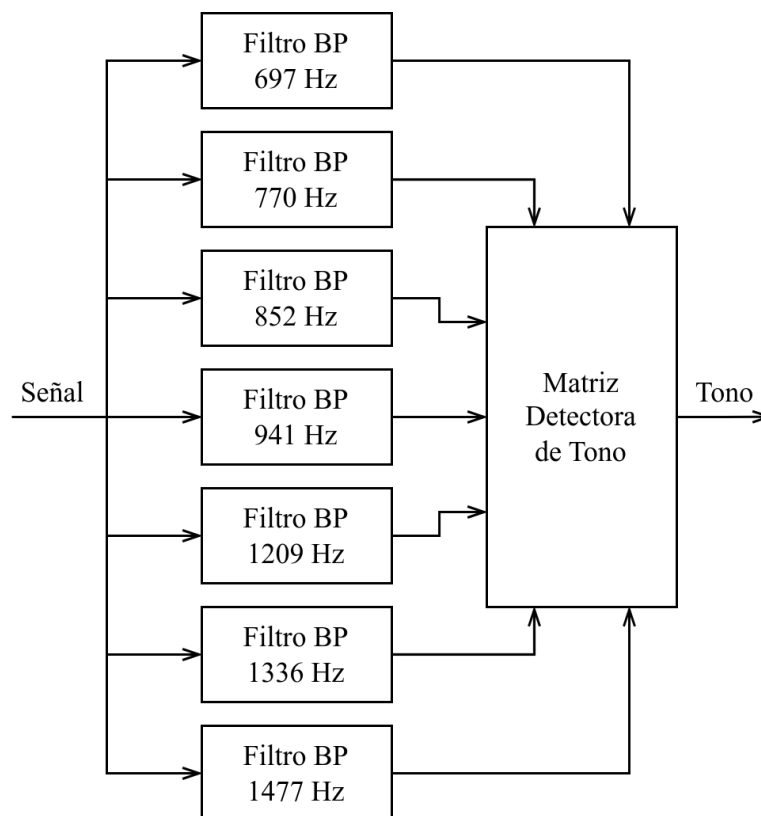 Filtro BP
697 Hz
Filtro BP
770 Hz
Filtro BP
852 Hz
Señal
Filtro BP
941 Hz
Matriz
Detectora
de Tono
Tono
Filtro BP
1209 Hz
Filtro BP
1336 Hz
Filtro BP
1477 Hz